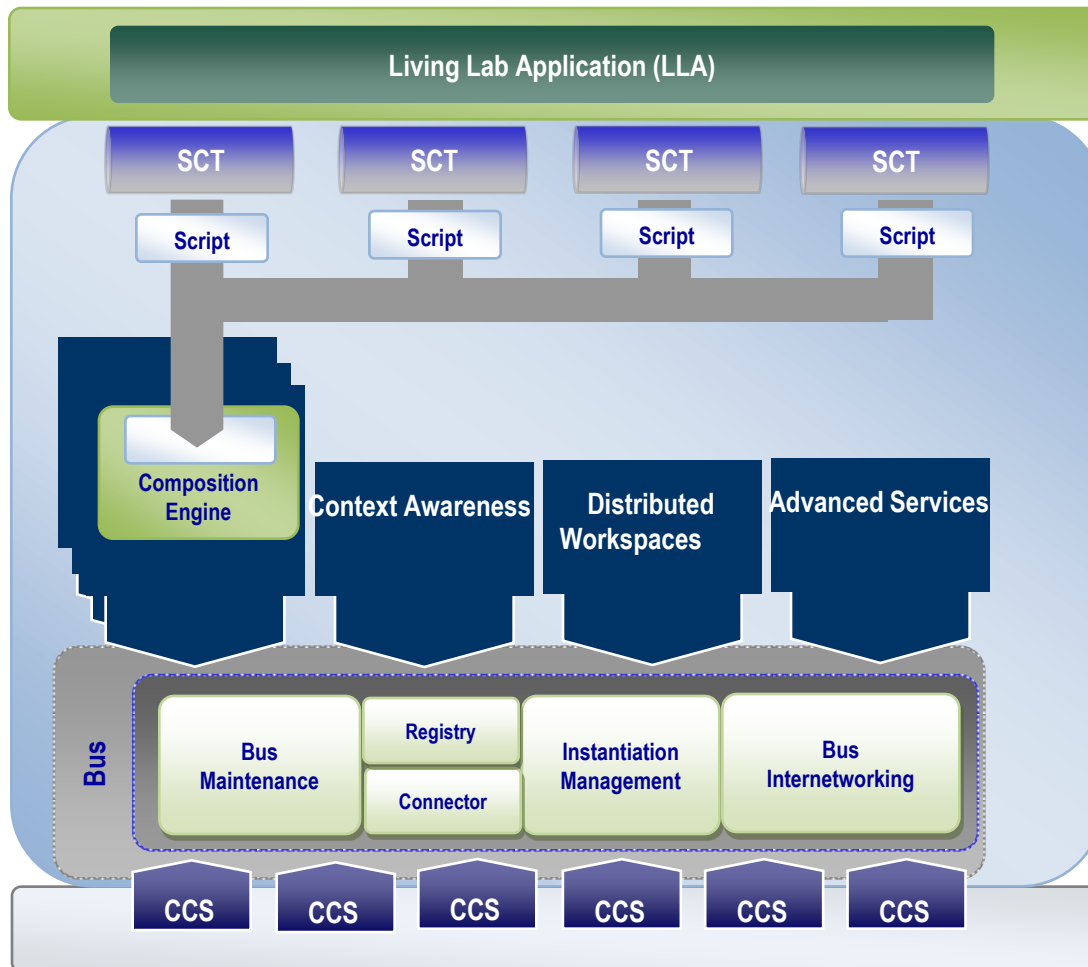 Living Lab Application (LLA)
SCT
SCT
SCT
SCT
Script
Script
Script
Script
Composition
Engine
Context Awareness
Distributed
Workspaces
Advanced Services
Bus
Bus
Maintenance
Registry
Connector
Instantiation
Management
Bus
Internetworking
CCS
CCS
CCS
CCS
CCS
CCS